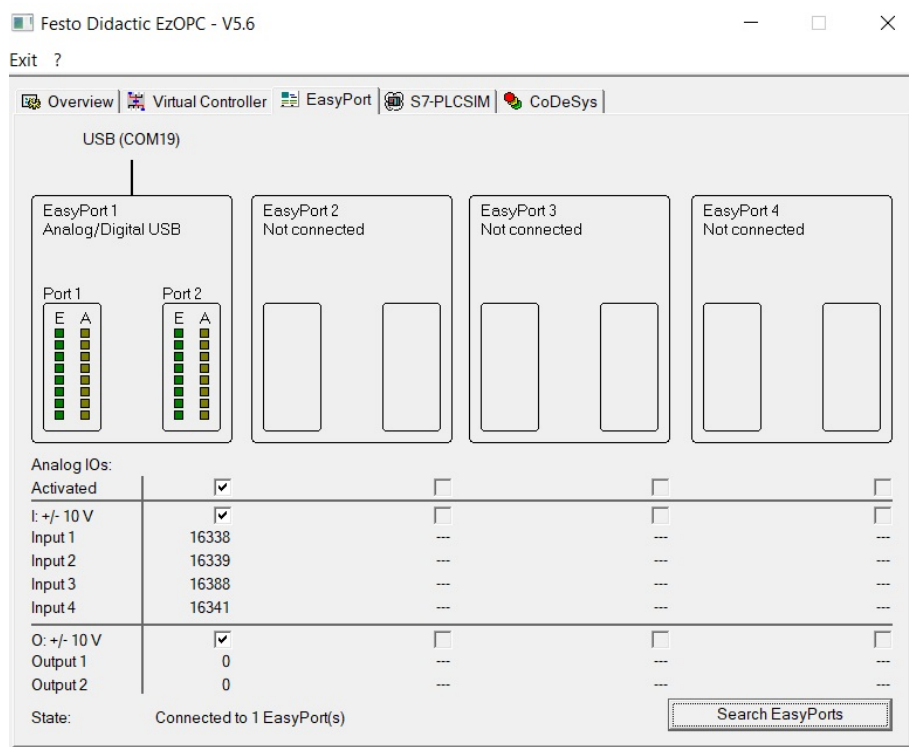 Festo Didactic EzOPC - V5.6
Exit ?
Overview Virtual Controller EasyPort S7-PLCSIM CoDeSys
USB (COM19)
EasyPort 1 EasyPort 2 EasyPort 3 EasyPort 4
Analog/Digital USB Not connected Not connected Not connected
Port 1 Port 2
E A E A
Analog IOs:
Activated
I: +/- 10 V
Input 1 16338 --- --- ---
Input 2 16339 --- --- ---
Input 3 16388 --- --- ---
Input 4 16341 --- --- ---
O: +/- 10 V
Output 1 0 --- --- ---
Output 2 0 --- --- ---
State: Connected to 1 EasyPort(s) Search EasyPorts